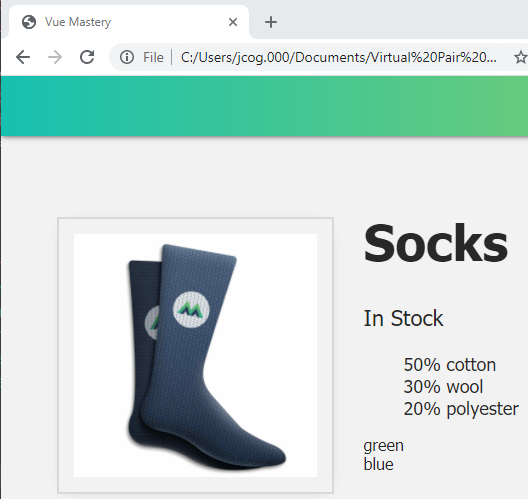 Vue Mastery
File C:/Users/jcog.000/Documents/Virtual%20Pair%20...
Socks
In Stock
50% cotton
30% wool
20% polyester
green
blue